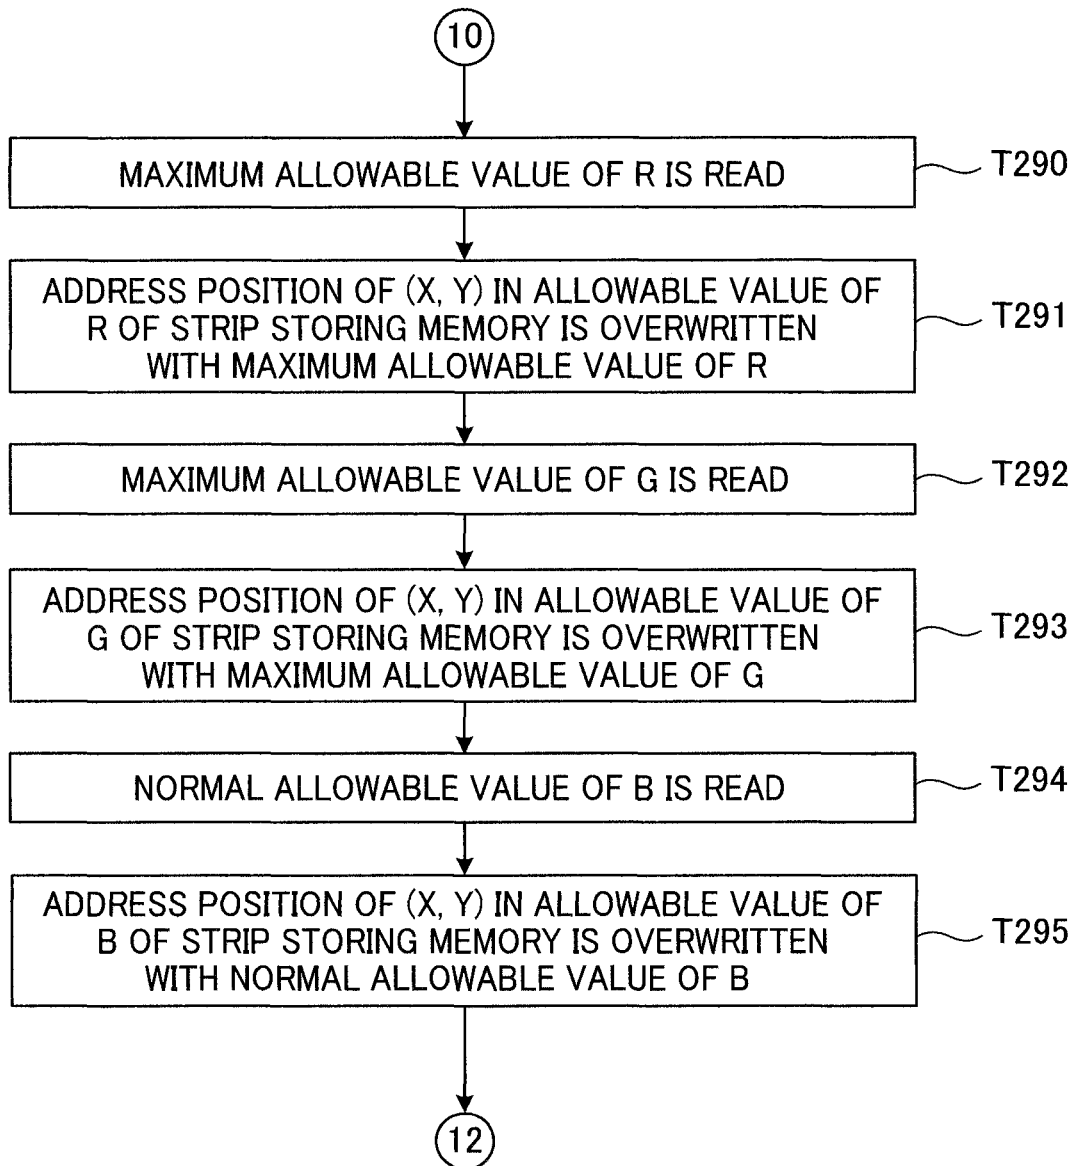 10
MAXIMUM ALLOWABLE VALUE OF R IS READ
T290
ADDRESS POSITION OF (X, Y) IN ALLOWABLE VALUE OF
R OF STRIP STORING MEMORY IS OVERWRITTEN
WITH MAXIMUM ALLOWABLE VALUE OF R
T291
MAXIMUM ALLOWABLE VALUE OF G IS READ
T292
ADDRESS POSITION OF (X, Y) IN ALLOWABLE VALUE OF
G OF STRIP STORING MEMORY IS OVERWRITTEN
WITH MAXIMUM ALLOWABLE VALUE OF G
T293
NORMAL ALLOWABLE VALUE OF B IS READ
T294
ADDRESS POSITION OF (X, Y) IN ALLOWABLE VALUE OF
B OF STRIP STORING MEMORY IS OVERWRITTEN
WITH NORMAL ALLOWABLE VALUE OF B
T295
12